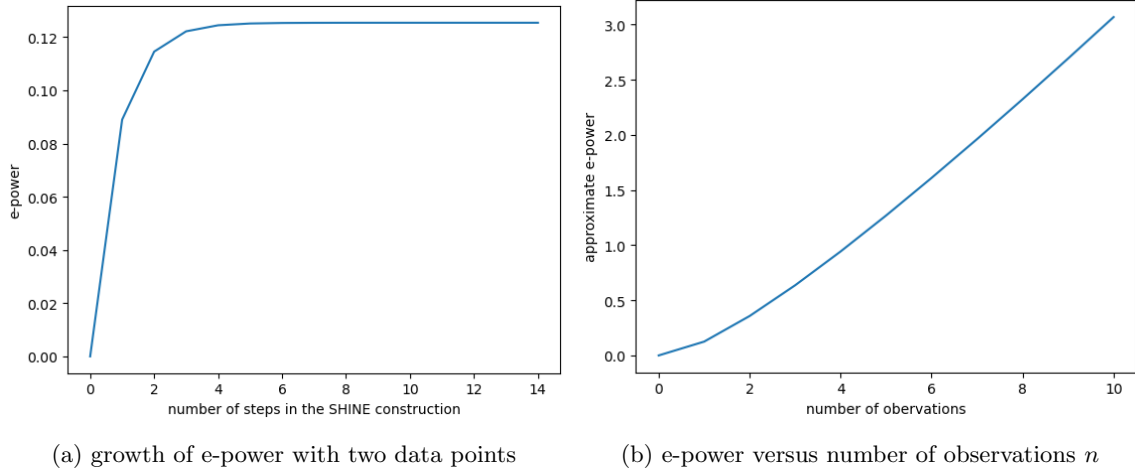 0.12
0.10
0.08
0.06
0.04
0.02
0.00
e-power
0 2 4 6 8 10 12 14
number of steps in the SHINE construction
(a) growth of e-power with two data points
3.0
2.5
2.0
1.5
1.0
0.5
0.0
approximate e-power
0 2 4 6 8 10
number of obervations
(b) e-power versus number of observations n